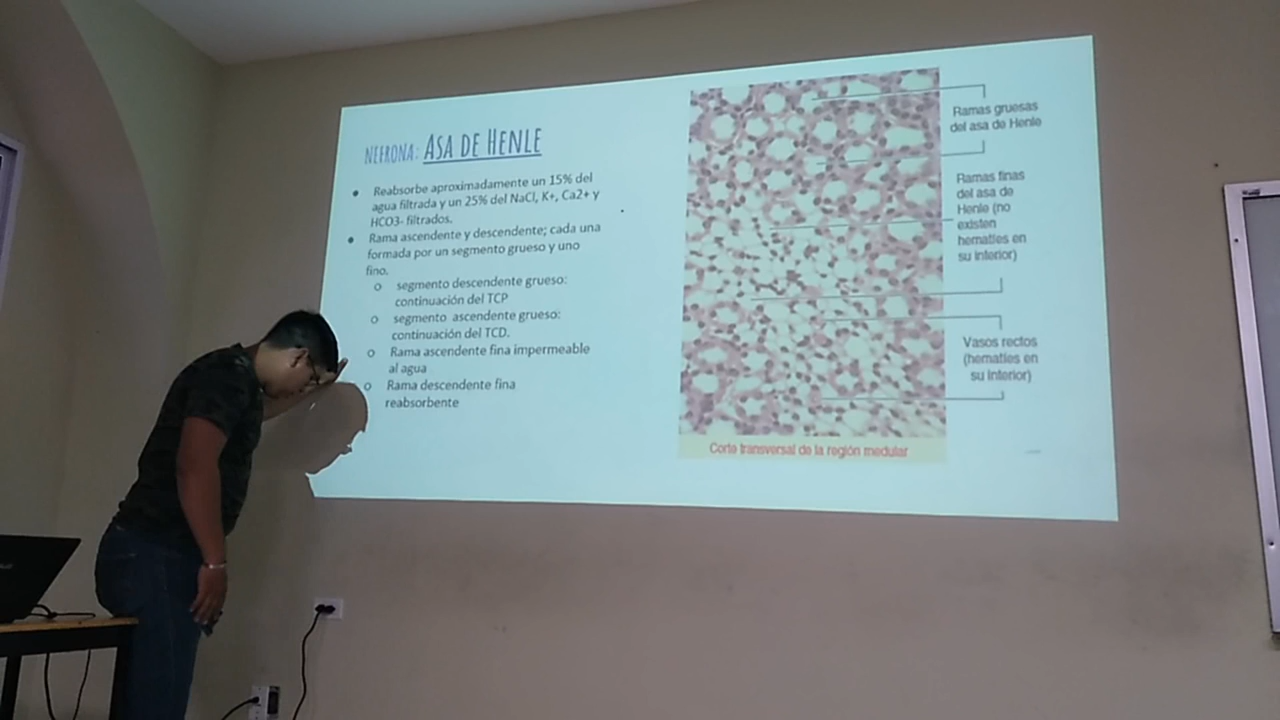 NEFRONA: ASA DE HENLE
Reabsorbe aproximadamente un 15% del
agua filtrada y un 25% del NaCl, K+, Ca2+ y
HCO3- filtrados.
Rama ascendente y descendente; cada una
formada por un segmento grueso y uno
fino.
segmento descendente grueso:
continuación del TCP
segmento ascendente grueso:
continuación del TCD.
Rama ascendente fina impermeable
al agua
Rama descendente fina
reabsorbente
Ramas gruesas
del asa de Henle
Ramas finas
del asa de
Henle (no
existen
hematíes en
su interior)
Vasos rectos
(hematíes en
su interior)
Corte transversal de la región medular